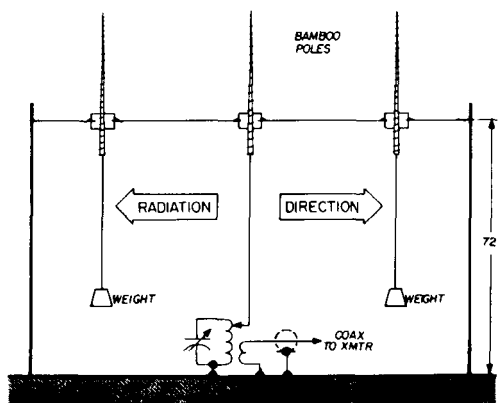 BAMBOO
POLES
RADIATION
DIRECTION
72
WEIGHT
WEIGHT
COAX
TO XMTR